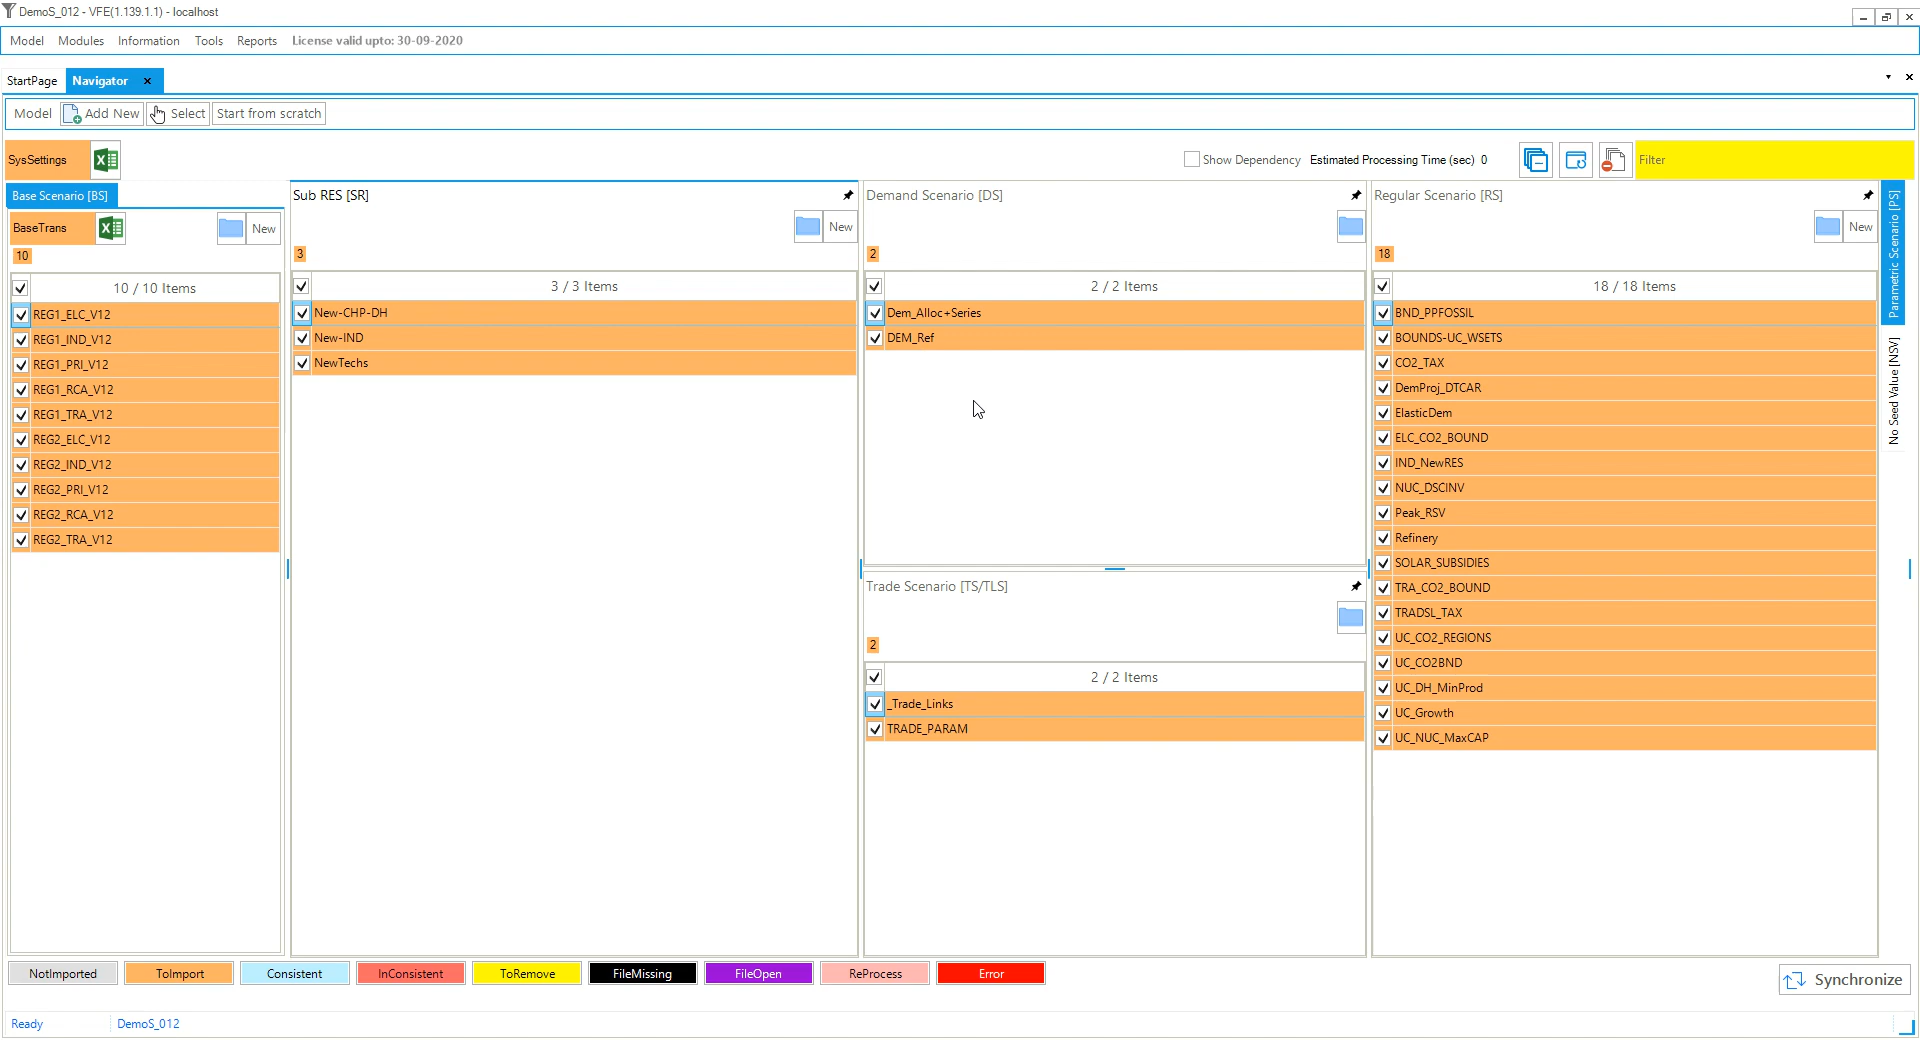 DemoS_012 - VFE(1.139.1.1) - localhost
Model Modules Information Tools Reports License valid upto: 30-09-2020
StartPage Navigator
Model Add New Select Start from scratch
SysSettings
Show Dependency Estimated Processing Time (sec) 0
Filter
Base Scenario [BS]
BaseTrans
New
10
10 / 10 Items
REG1_ELC_V12
REG1_IND_V12
REG1_PRI_V12
REG1_RCA_V12
REG1_TRA_V12
REG2_ELC_V12
REG2_IND_V12
REG2_PRI_V12
REG2_RCA_V12
REG2_TRA_V12
Sub RES [SR]
New
3
3 / 3 Items
New-CHP-DH
New-IND
NewTechs
Demand Scenario [DS]
2
2 / 2 Items
Dem_Alloc+Series
DEM_Ref
Trade Scenario [TS/TLS]
2
2 / 2 Items
_Trade_Links
TRADE_PARAM
Regular Scenario [RS]
New
18
18 / 18 Items
BND_PPFOSSIL
BOUNDS-UC_WSETS
CO2_TAX
DemProj_DTCAR
ElasticDem
ELC_CO2_BOUND
IND_NewRES
NUC_DSCINV
Peak_RSV
Refinery
SOLAR_SUBSIDIES
TRA_CO2_BOUND
TRADSL_TAX
UC_CO2_REGIONS
UC_CO2BND
UC_DH_MinProd
UC_Growth
UC_NUC_MaxCAP
Parametric Scenario [PS]
No Seed Value [NSV]
NotImported ToImport Consistent InConsistent ToRemove FileMissing FileOpen ReProcess Error
Synchronize
Ready DemoS_012